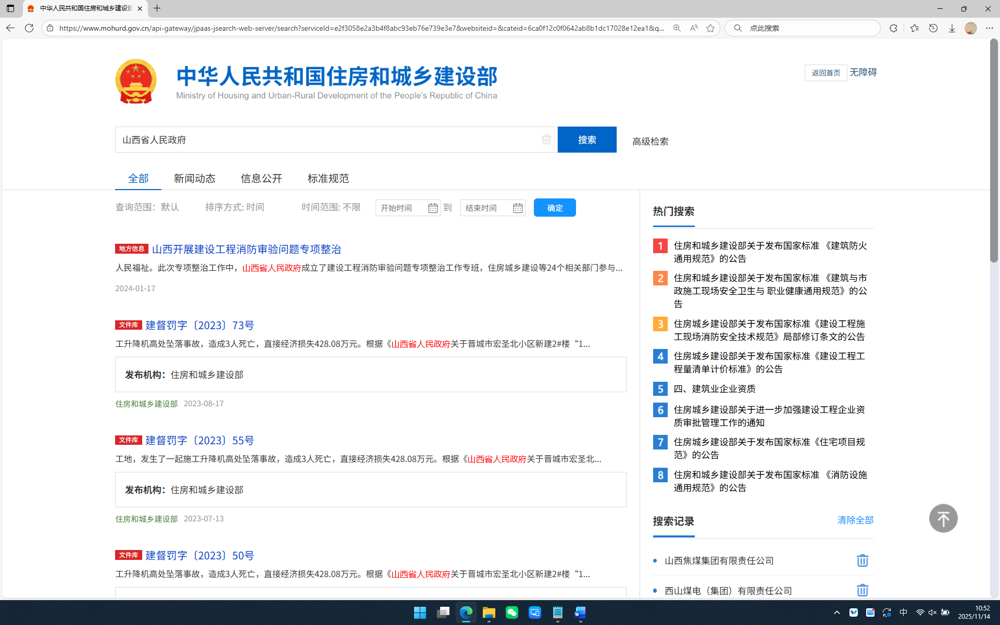 中华人民共和国住房和城乡建设部
https://www.mohurd.gov.cn/api-gateway/jpaas-jsearch-web-server/search?serviceId=e2f3058e2a3b4f8abc93eb76e739e3e7&websiteid=&cateid=6ca0f12c0f0642ab8b1dc17028e12ea1&q...
点此搜索
中华人民共和国住房和城乡建设部
Ministry of Housing and Urban-Rural Development of the People's Republic of China
返回首页 无障碍
山西省人民政府 搜索 高级检索
全部 新闻动态 信息公开 标准规范
查询范围：默认 排序方式: 时间 时间范围: 不限 开始时间 到 结束时间 确定
地方信息 山西开展建设工程消防审验问题专项整治
人民福祉。此次专项整治工作中，山西省人民政府成立了建设工程消防审验问题专项整治工作专班，住房城乡建设等24个相关部门参与...
2024-01-17
文件库 建督罚字〔2023〕73号
工升降机高处坠落事故，造成3人死亡，直接经济损失428.08万元。根据《山西省人民政府关于晋城市宏圣北小区新建2#楼“1...
发布机构：住房和城乡建设部
住房和城乡建设部 2023-08-17
文件库 建督罚字〔2023〕55号
工地，发生了一起施工升降机高处坠落事故，造成3人死亡，直接经济损失428.08万元。根据《山西省人民政府关于晋城市宏圣北...
发布机构：住房和城乡建设部
住房和城乡建设部 2023-07-13
文件库 建督罚字〔2023〕50号
工升降机高处坠落事故，造成3人死亡，直接经济损失428.08万元。根据《山西省人民政府关于晋城市宏圣北小区新建2#楼“1...
热门搜索
1 住房和城乡建设部关于发布国家标准 《建筑防火
通用规范》的公告
2 住房和城乡建设部关于发布国家标准 《建筑与市
政施工现场安全卫生与 职业健康通用规范》的公
告
3 住房城乡建设部关于发布国家标准《建设工程施
工现场消防安全技术规范》局部修订条文的公告
4 住房城乡建设部关于发布国家标准《建设工程工
程量清单计价标准》的公告
5 四、建筑业企业资质
6 住房城乡建设部关于进一步加强建设工程企业资
质审批管理工作的通知
7 住房城乡建设部关于发布国家标准《住宅项目规
范》的公告
8 住房和城乡建设部关于发布国家标准 《消防设施
通用规范》的公告
搜索记录 清除全部
山西焦煤集团有限责任公司
西山煤电（集团）有限责任公司
中
10:52
2025/11/14